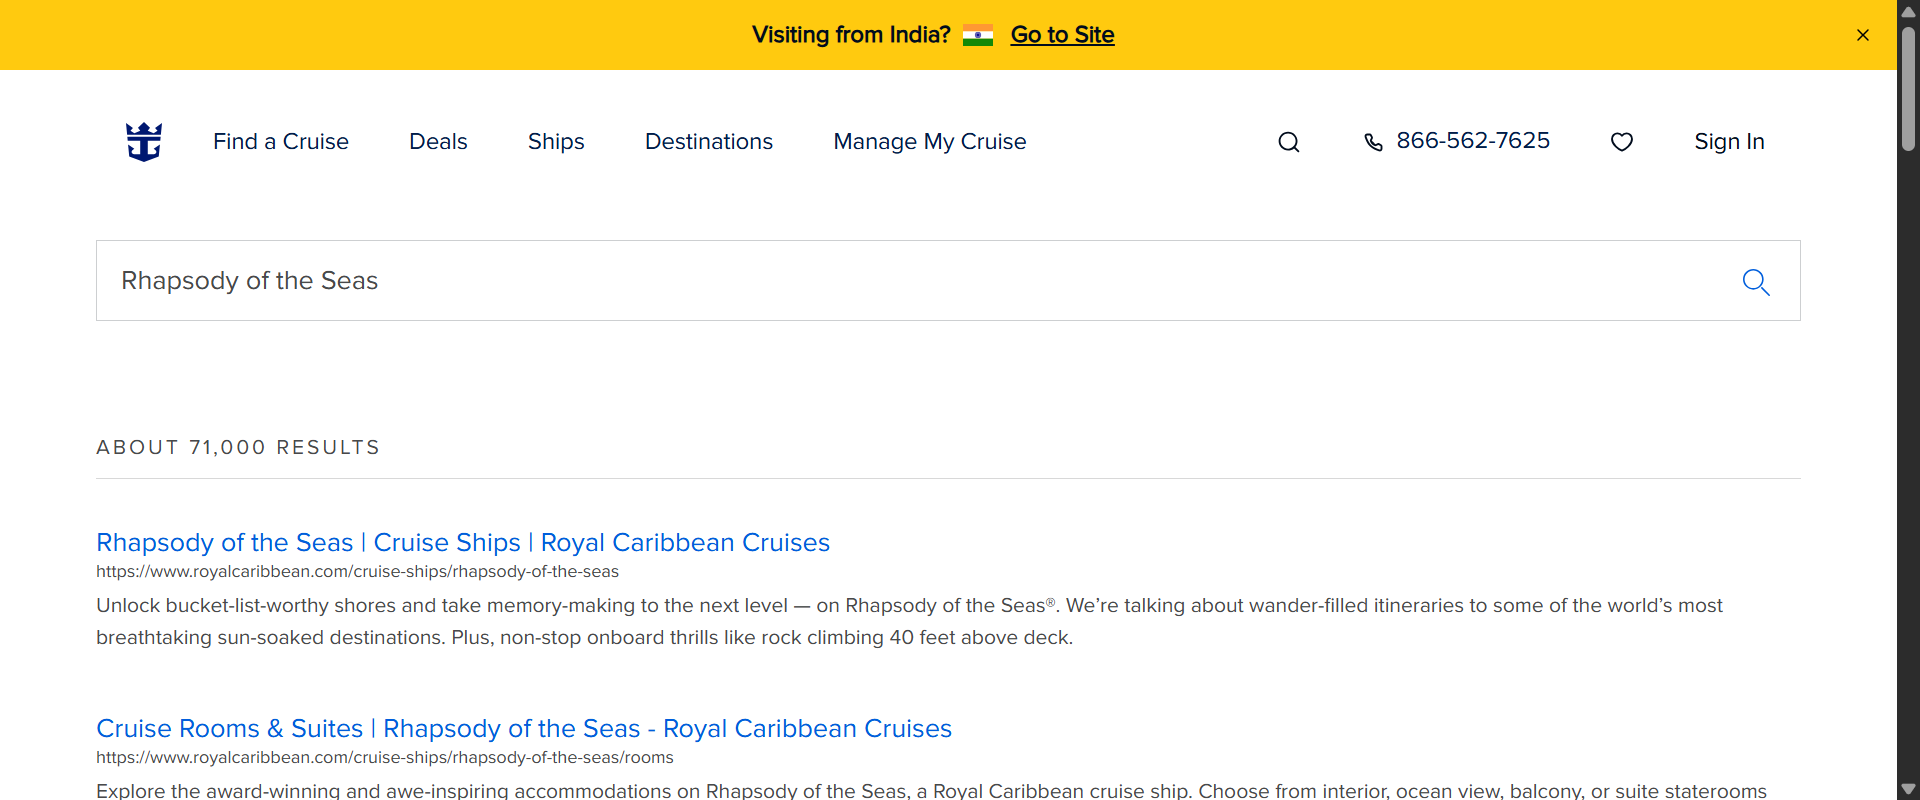 Visiting from India? Go to Site
Find a Cruise Deals Ships Destinations Manage My Cruise 866-562-7625 Sign In
Rhapsody of the Seas
ABOUT 71,000 RESULTS
Rhapsody of the Seas | Cruise Ships | Royal Caribbean Cruises
https://www.royalcaribbean.com/cruise-ships/rhapsody-of-the-seas
Unlock bucket-list-worthy shores and take memory-making to the next level — on Rhapsody of the Seas®. We’re talking about wander-filled itineraries to some of the world’s most
breathtaking sun-soaked destinations. Plus, non-stop onboard thrills like rock climbing 40 feet above deck.
Cruise Rooms & Suites | Rhapsody of the Seas - Royal Caribbean Cruises
https://www.royalcaribbean.com/cruise-ships/rhapsody-of-the-seas/rooms
Explore the award-winning and awe-inspiring accommodations on Rhapsody of the Seas, a Royal Caribbean cruise ship. Choose from interior, ocean view, balcony, or suite staterooms